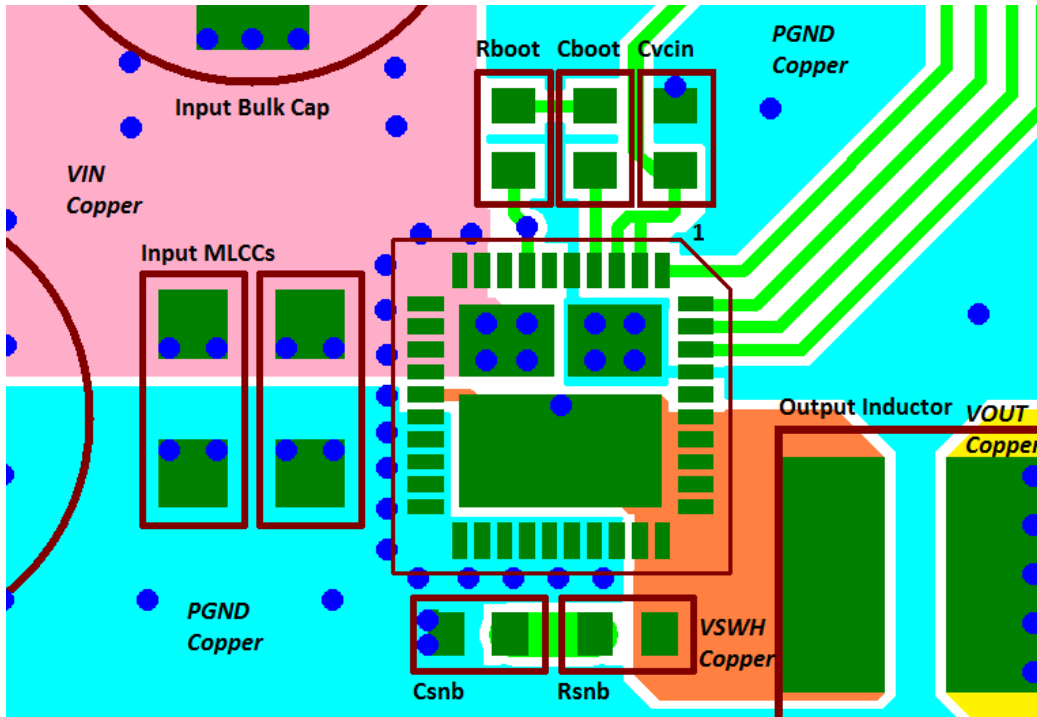 Rboot Cboot Cvcin
PGND
Copper
Input Bulk Cap
VIN
Copper
1
Input MLCCs
Output Inductor
VOUT
Copper
PGND
Copper
VSWH
Copper
Csnb
Rsnb